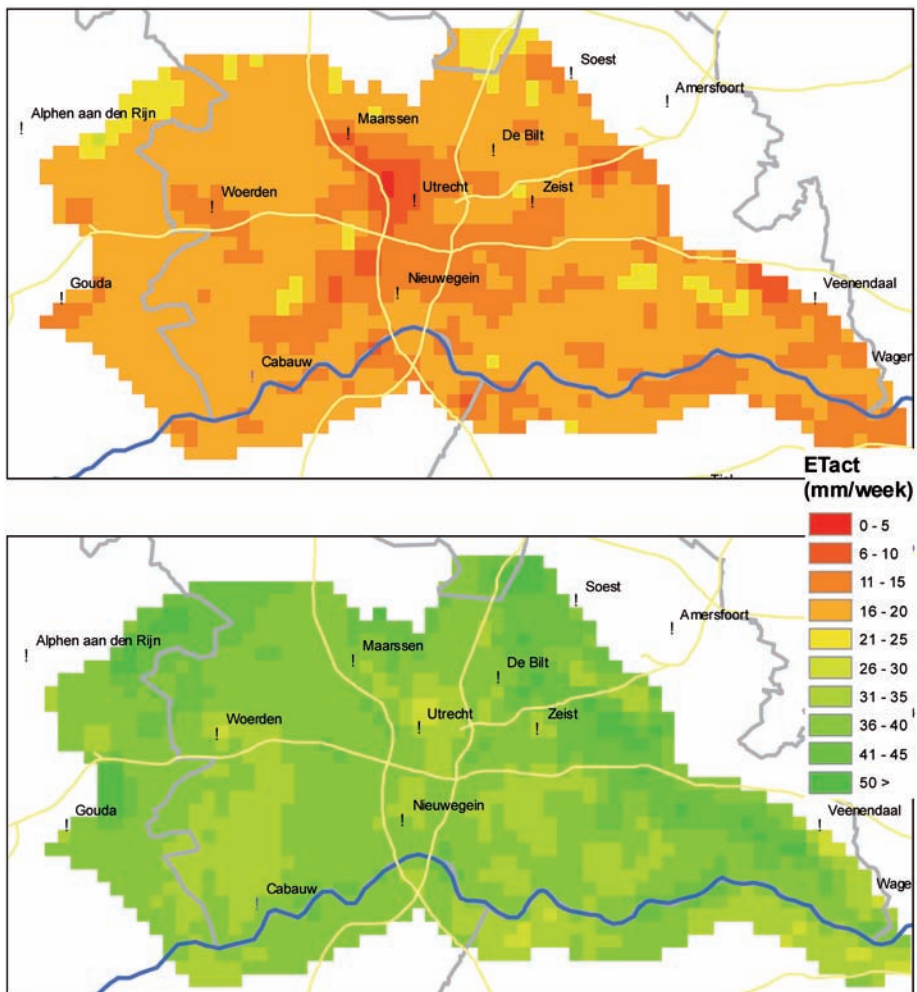 Soest
Amersfoort
Alphen aan den Rijn
Maarssen
De Bilt
Woerden
Utrecht
Zeist
Gouda
Nieuwegein
Veenendaal
Cabauw
Wagen
ETact
(mm/week)
0 - 5
6 - 10
11 - 15
16 - 20
21 - 25
26 - 30
31 - 35
36 - 40
41 - 45
50 >
Soest
Amersfoort
Alphen aan den Rijn
Maarssen
De Bilt
Woerden
Utrecht
Zeist
Gouda
Nieuwegein
Veenendaal
Cabauw
Wage